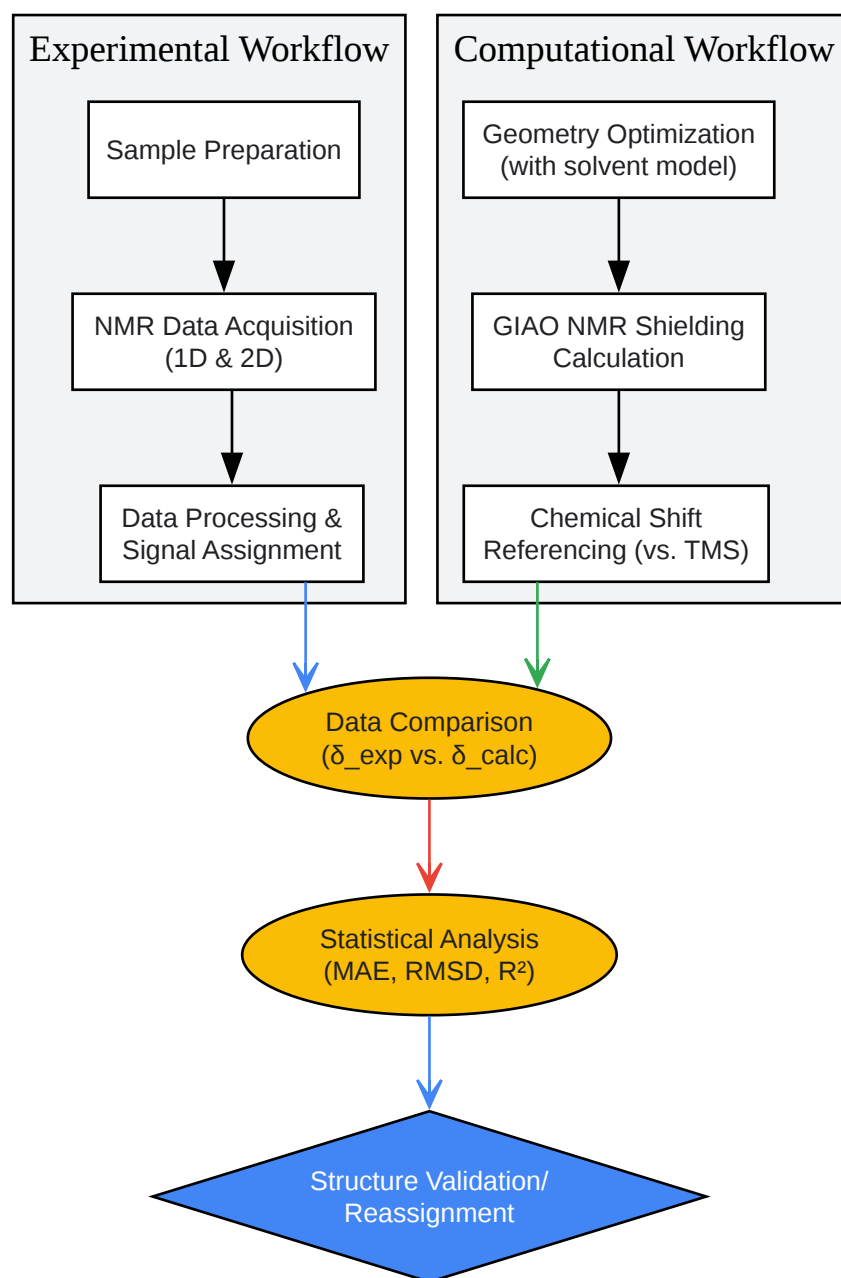 Experimental Workflow
Sample Preparation
NMR Data Acquisition
(1D & 2D)
Data Processing &
Signal Assignment
Computational Workflow
Geometry Optimization
(with solvent model)
GIAO NMR Shielding
Calculation
Chemical Shift
Referencing (vs. TMS)
Data Comparison
(δ_exp vs. δ_calc)
Statistical Analysis
(MAE, RMSD, R²)
Structure Validation/
Reassignment